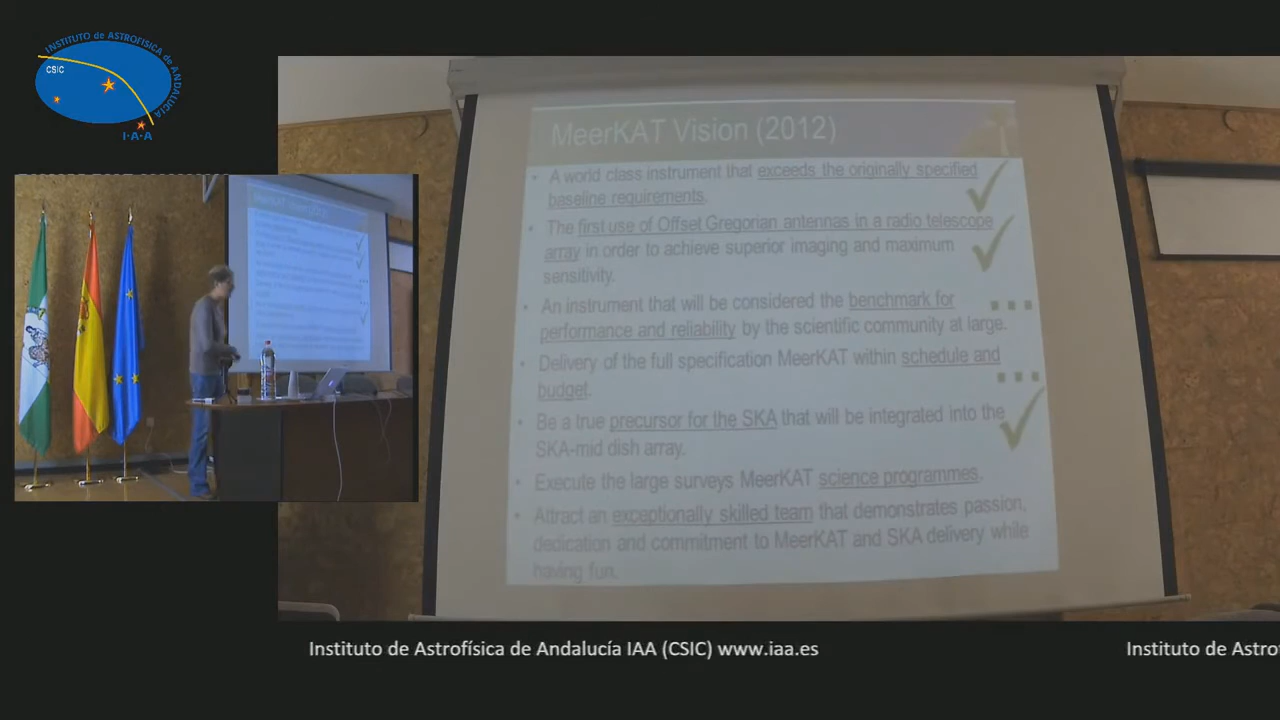 INSTITUTO de ASTROFÍSICA de ANDALUCÍA
CSIC
I·A·A
MeerKAT Vision (2012)
• A world class instrument that exceeds the originally specified
baseline requirements.
• The first use of Offset Gregorian antennas in a radio telescope
array in order to achieve superior imaging and maximum
sensitivity.
• An instrument that will be considered the benchmark for
performance and reliability by the scientific community at large.
• Delivery of the full specification MeerKAT within schedule and
budget.
• Be a true precursor for the SKA that will be integrated into the
SKA-mid dish array.
• Execute the large surveys MeerKAT science programmes.
• Attract an exceptionally skilled team that demonstrates passion,
dedication and commitment to MeerKAT and SKA delivery while
having fun.
Instituto de Astrofísica de Andalucía IAA (CSIC) www.iaa.es
Instituto de Astro